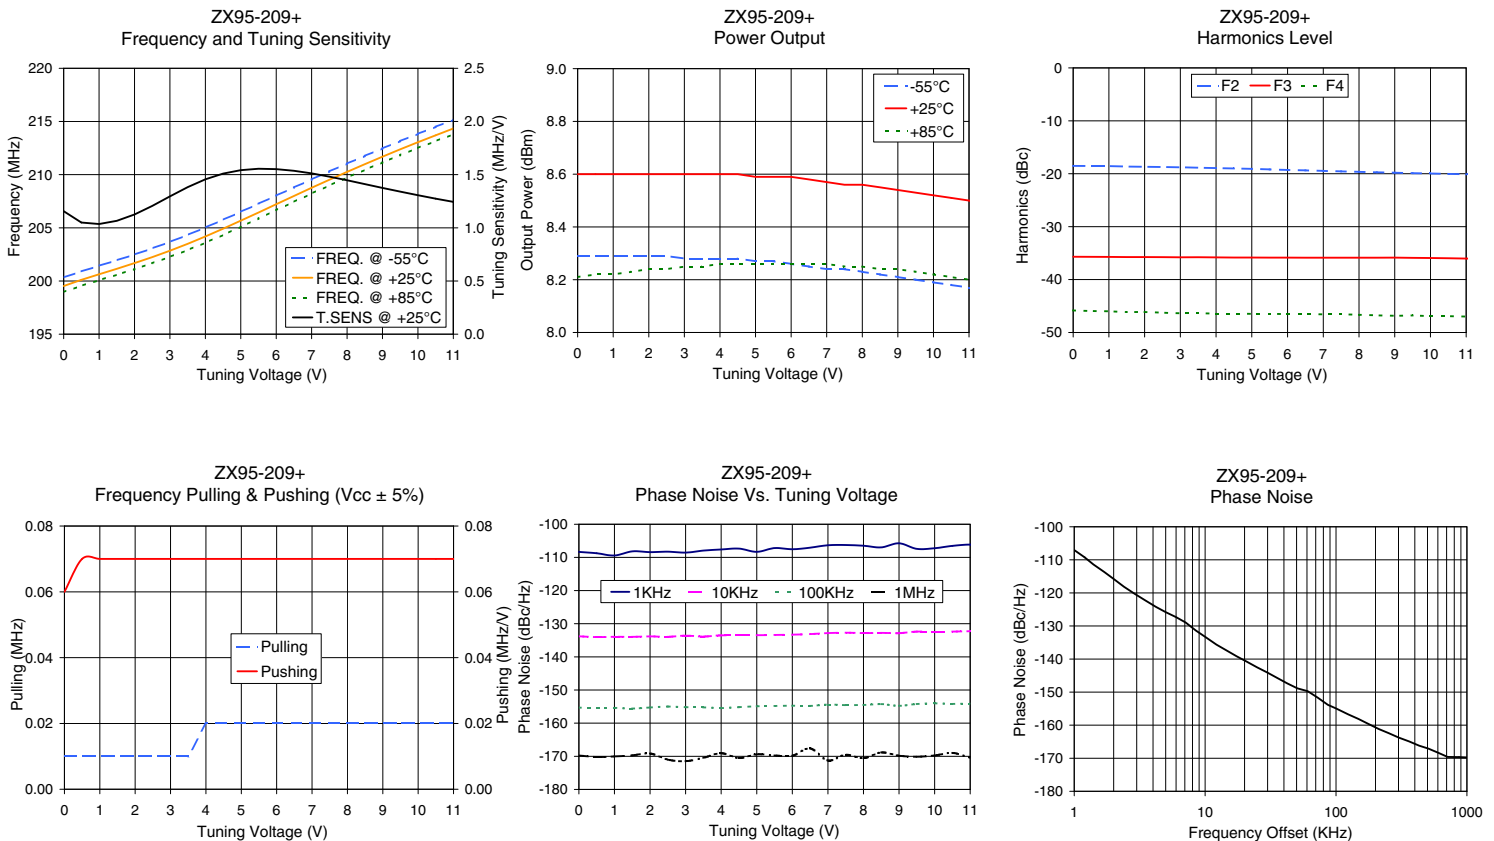 ZX95-209+
Frequency and Tuning Sensitivity
220
215
210
205
200
195
2.5
2.0
1.5
1.0
0.5
0.0
Frequency (MHz)
Tuning Sensitivity (MHz/V)
FREQ. @ -55°C
FREQ. @ +25°C
FREQ. @ +85°C
T.SENS @ +25°C
0 1 2 3 4 5 6 7 8 9 10 11
Tuning Voltage (V)
ZX95-209+
Power Output
9.0
8.8
8.6
8.4
8.2
8.0
Output Power (dBm)
-55°C
+25°C
+85°C
0 1 2 3 4 5 6 7 8 9 10 11
Tuning Voltage (V)
ZX95-209+
Harmonics Level
0
-10
-20
-30
-40
-50
Harmonics (dBc)
F2 F3 F4
0 1 2 3 4 5 6 7 8 9 10 11
Tuning Voltage (V)
ZX95-209+
Frequency Pulling & Pushing (Vcc ± 5%)
0.08
0.06
0.04
0.02
0.00
0.08
0.06
0.04
0.02
0.00
Pulling (MHz)
Pushing (MHz/V)
Pulling
Pushing
0 1 2 3 4 5 6 7 8 9 10 11
Tuning Voltage (V)
ZX95-209+
Phase Noise Vs. Tuning Voltage
-100
-110
-120
-130
-140
-150
-160
-170
-180
Phase Noise (dBc/Hz)
1KHz 10KHz 100KHz 1MHz
0 1 2 3 4 5 6 7 8 9 10 11
Tuning Voltage (V)
ZX95-209+
Phase Noise
-100
-110
-120
-130
-140
-150
-160
-170
-180
Phase Noise (dBc/Hz)
1 10 100 1000
Frequency Offset (KHz)